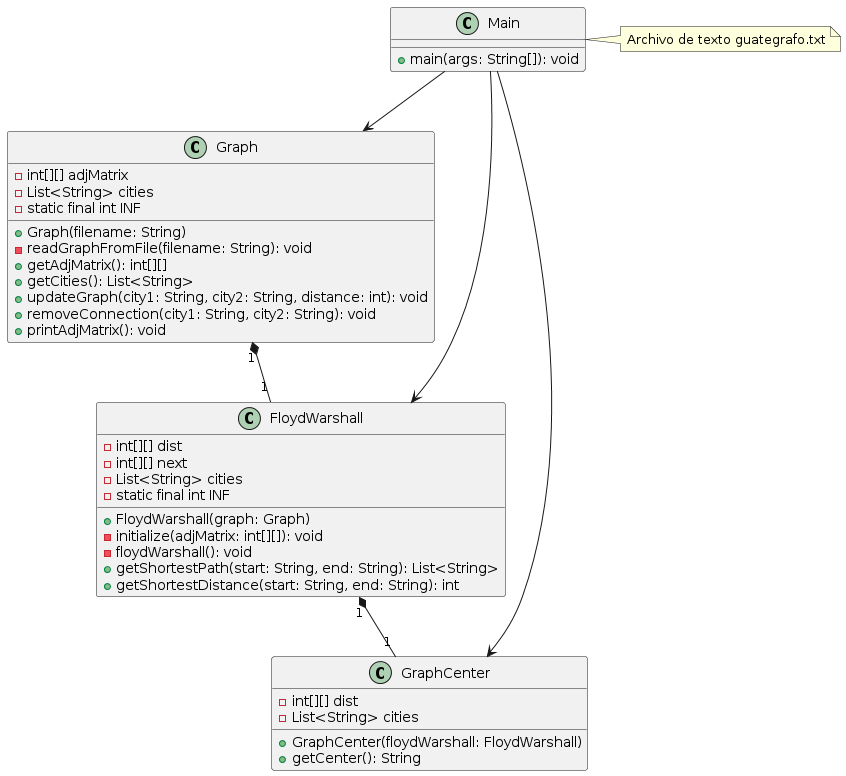 C Main
main(args: String[]): void
Archivo de texto guategrafo.txt
C Graph
int[][] adjMatrix
List<String> cities
static final int INF
Graph(filename: String)
readGraphFromFile(filename: String): void
getAdjMatrix(): int[][]
getCities(): List<String>
updateGraph(city1: String, city2: String, distance: int): void
removeConnection(city1: String, city2: String): void
printAdjMatrix(): void
1
1
C FloydWarshall
int[][] dist
int[][] next
List<String> cities
static final int INF
FloydWarshall(graph: Graph)
initialize(adjMatrix: int[][]): void
floydWarshall(): void
getShortestPath(start: String, end: String): List<String>
getShortestDistance(start: String, end: String): int
1
1
C GraphCenter
int[][] dist
List<String> cities
GraphCenter(floydWarshall: FloydWarshall)
getCenter(): String